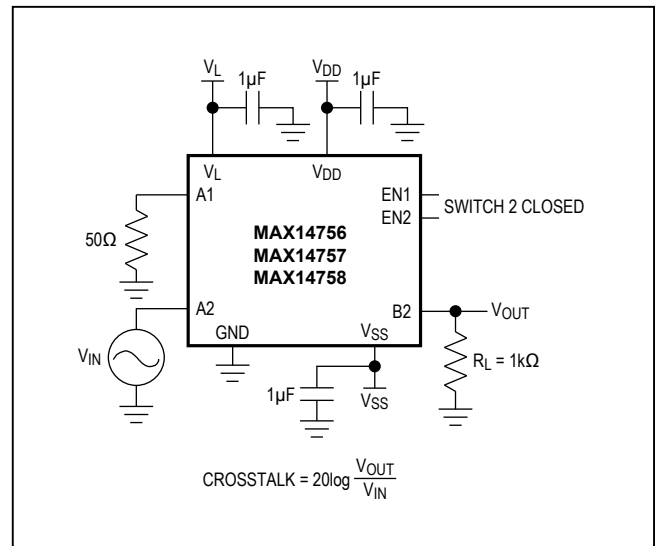 VL
1µF
VDD
1µF
VL
VDD
A1
EN1
EN2
SWITCH 2 CLOSED
50Ω
MAX14756
MAX14757
MAX14758
A2
B2
VOUT
GND
VSS
VIN
RL = 1kΩ
1µF
VSS
CROSSTALK = 20log VOUT
VIN